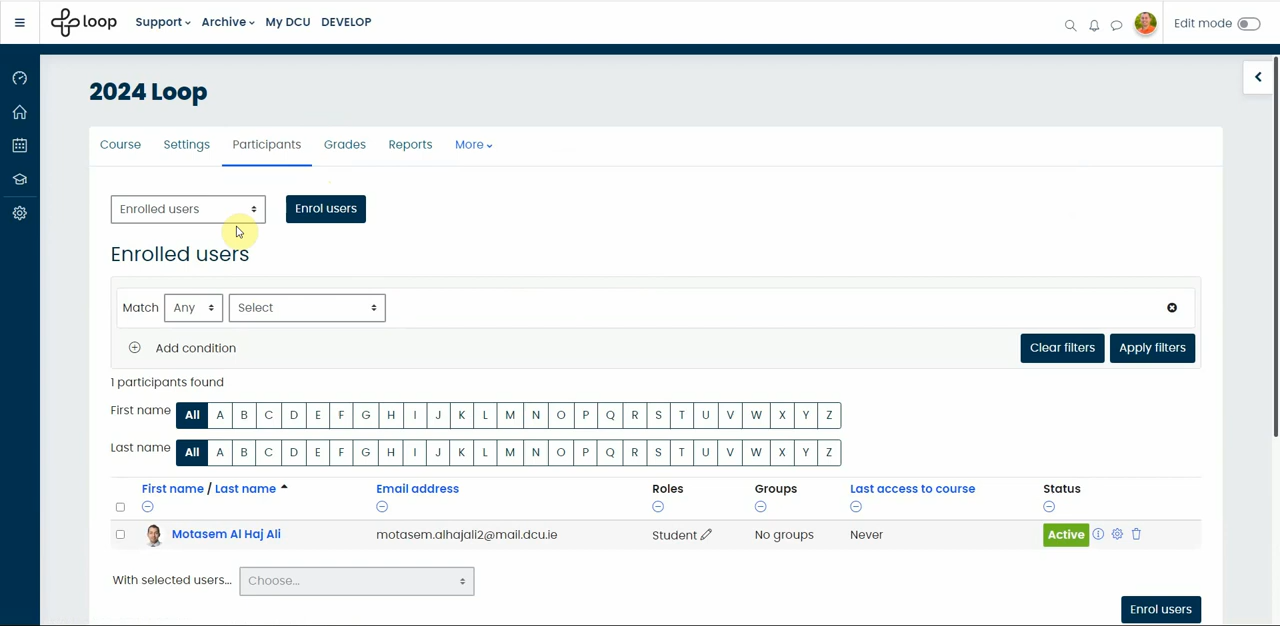 loop Support Archive My DCU DEVELOP Edit mode
2024 Loop
Course Settings Participants Grades Reports More
Enrolled users Enrol users
Enrolled users
Match Any Select
Add condition Clear filters Apply filters
1 participants found
First name All A B C D E F G H I J K L M N O P Q R S T U V W X Y Z
Last name All A B C D E F G H I J K L M N O P Q R S T U V W X Y Z
First name / Last name Email address Roles Groups Last access to course Status
Motasem Al Haj Ali motasem.alhajali2@mail.dcu.ie Student No groups Never Active
With selected users... Choose...
Enrol users